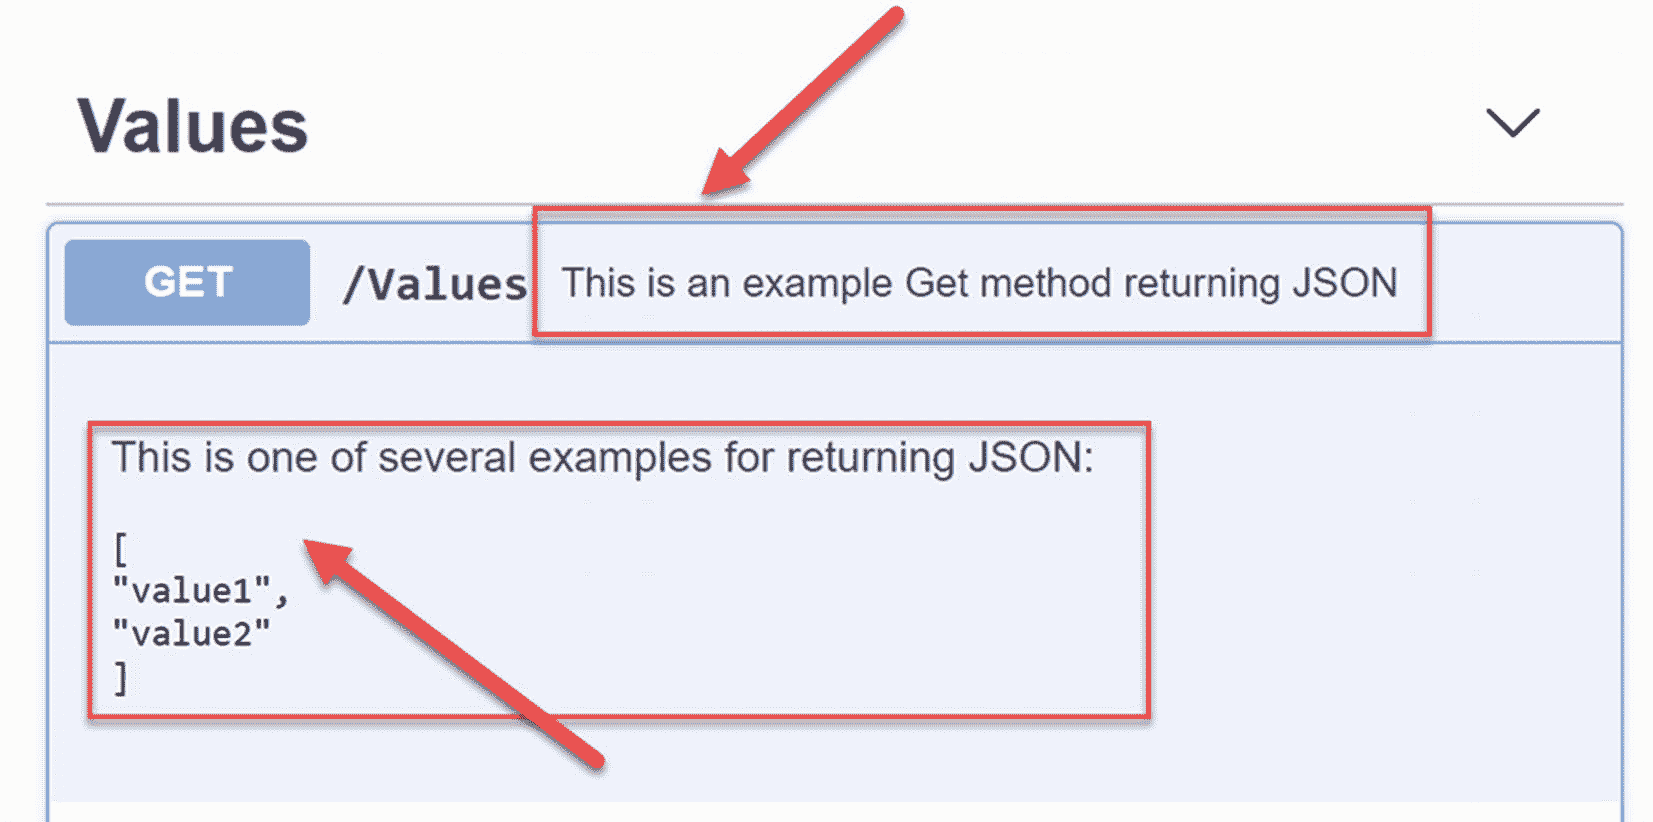 Values
GET /Values This is an example Get method returning JSON
This is one of several examples for returning JSON:
[
"value1",
"value2"
]